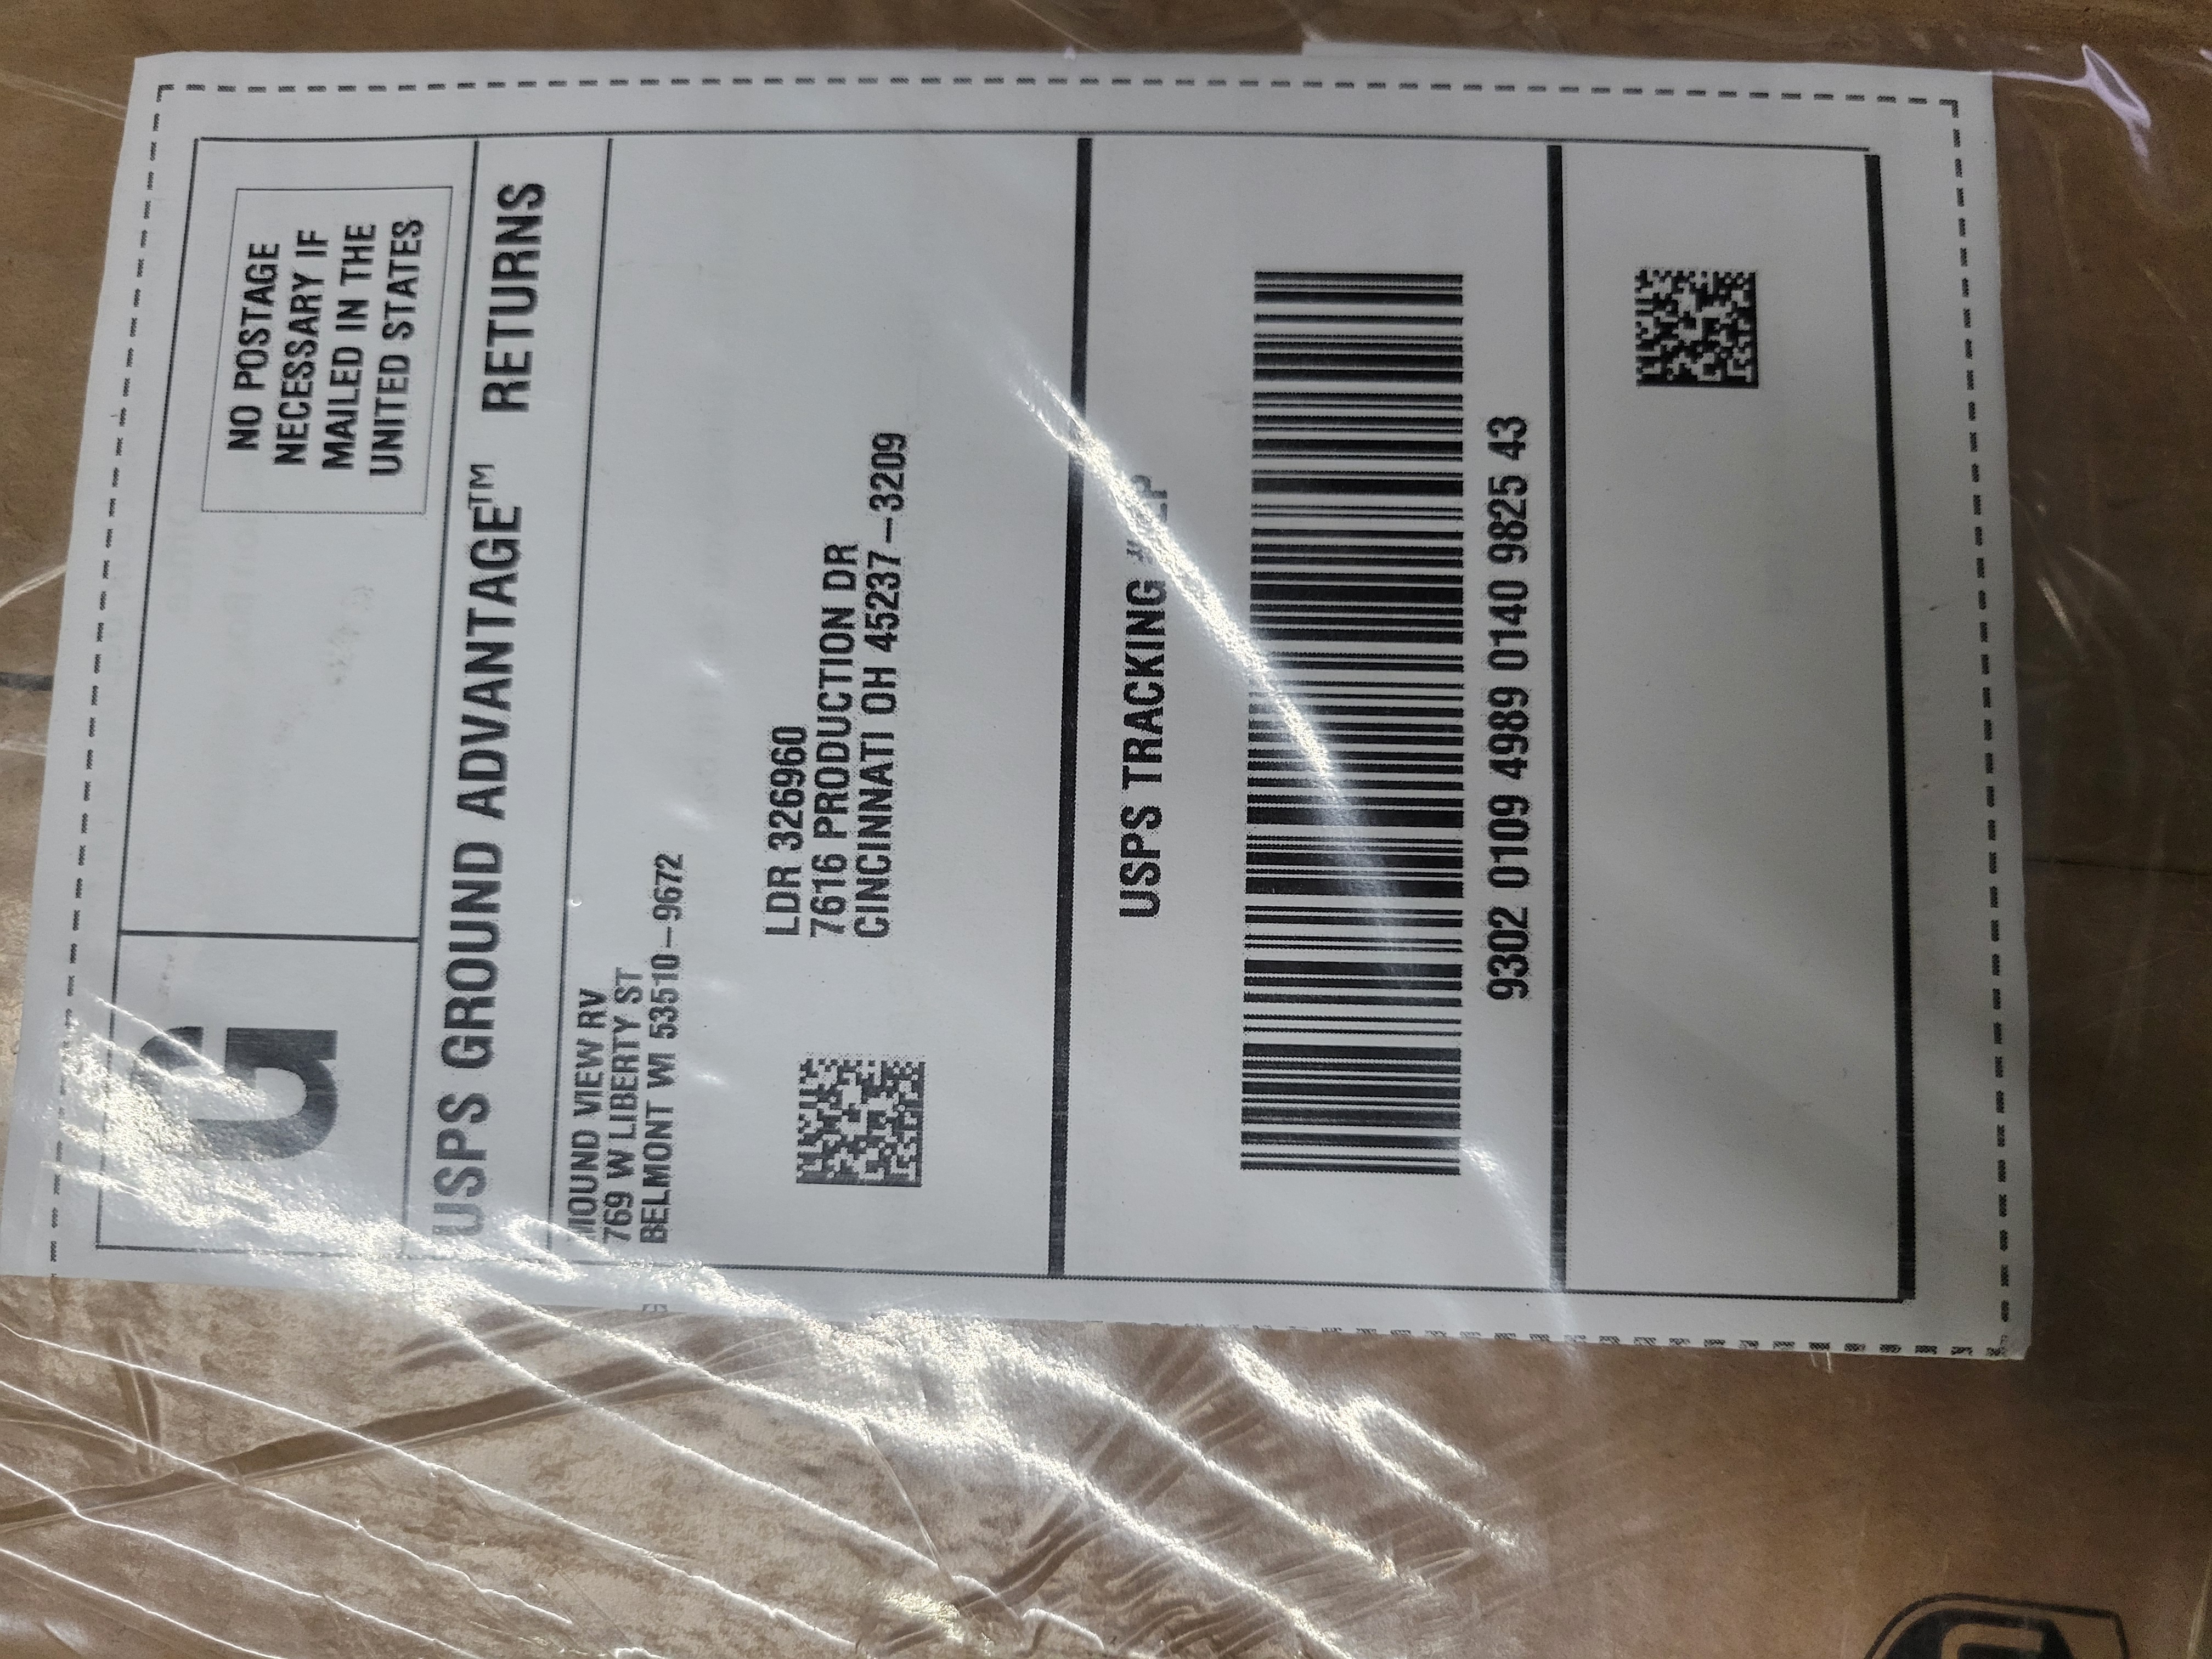 G
NO POSTAGE
NECESSARY IF
MAILED IN THE
UNITED STATES
USPS GROUND ADVANTAGE™ RETURNS
MOUND VIEW RV
769 W LIBERTY ST
BELMONT WI 53510-9672
LDR 326960
7616 PRODUCTION DR
CINCINNATI OH 45237-3209
USPS TRACKING #
9302 0109 4989 0140 9825 43